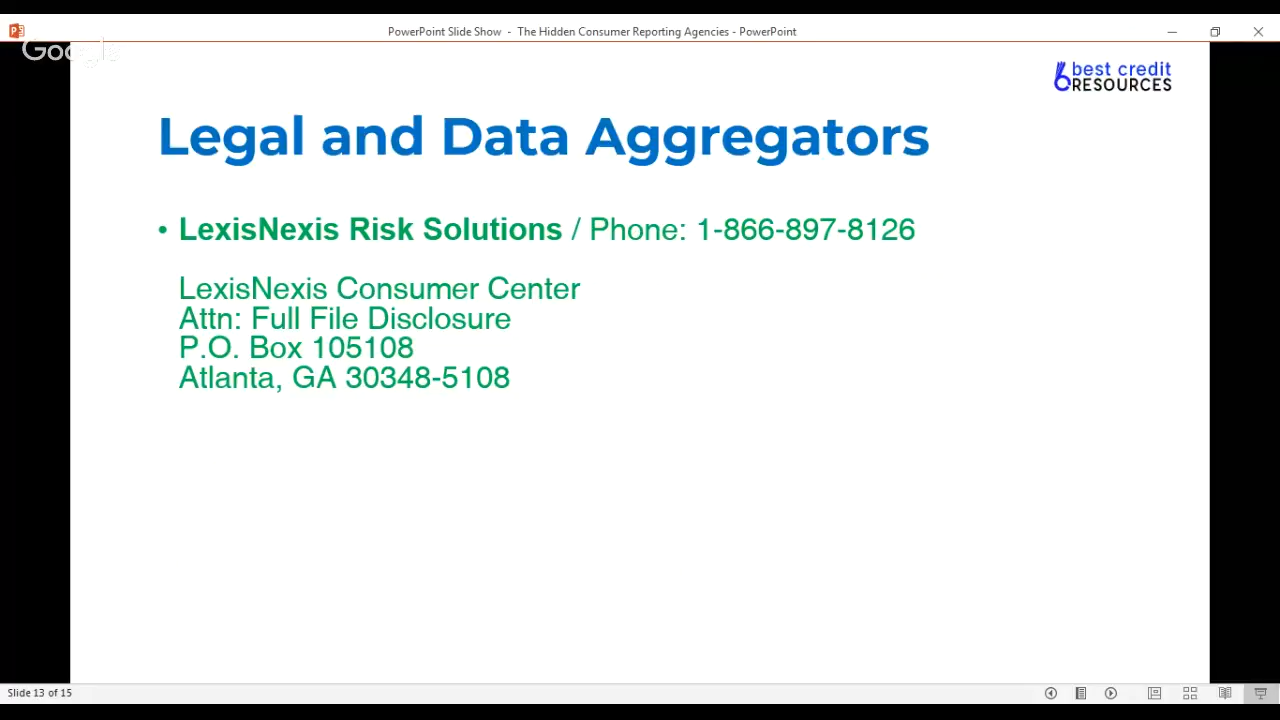 PowerPoint Slide Show - The Hidden Consumer Reporting Agencies - PowerPoint
Google
best credit
RESOURCES
Legal and Data Aggregators
• LexisNexis Risk Solutions / Phone: 1-866-897-8126
LexisNexis Consumer Center
Attn: Full File Disclosure
P.O. Box 105108
Atlanta, GA 30348-5108
Slide 13 of 15